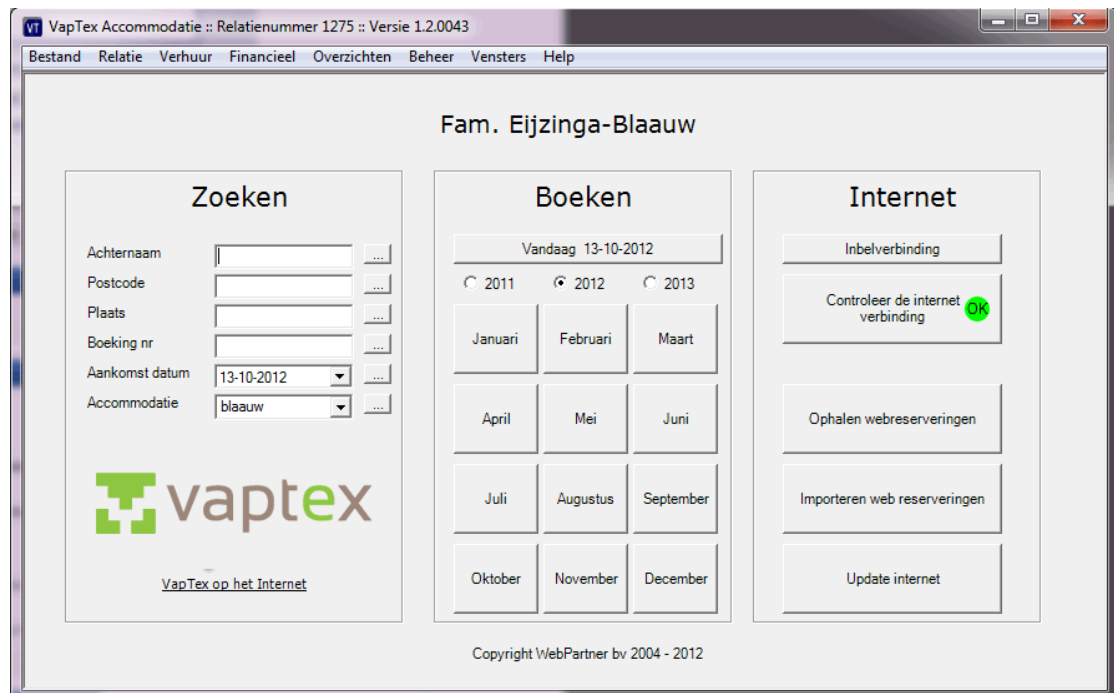 VT VapTex Accommodatie :: Relatienummer 1275 :: Versie 1.2.0043
Bestand Relatie Verhuur Financieel Overzichten Beheer Vensters Help
Fam. Eijzinga-Blaauw
Zoeken
Achternaam ...
Postcode ...
Plaats ...
Boeking nr ...
Aankomst datum 13-10-2012 ...
Accommodatie blaauw ...
vaptex
VapTex op het Internet
Boeken
Vandaag 13-10-2012
2011 2012 2013
Januari Februari Maart
April Mei Juni
Juli Augustus September
Oktober November December
Internet
Inbelverbinding
Controleer de internet
verbinding
OK
Ophalen webreserveringen
Importeren web reserveringen
Update internet
Copyright WebPartner bv 2004 - 2012